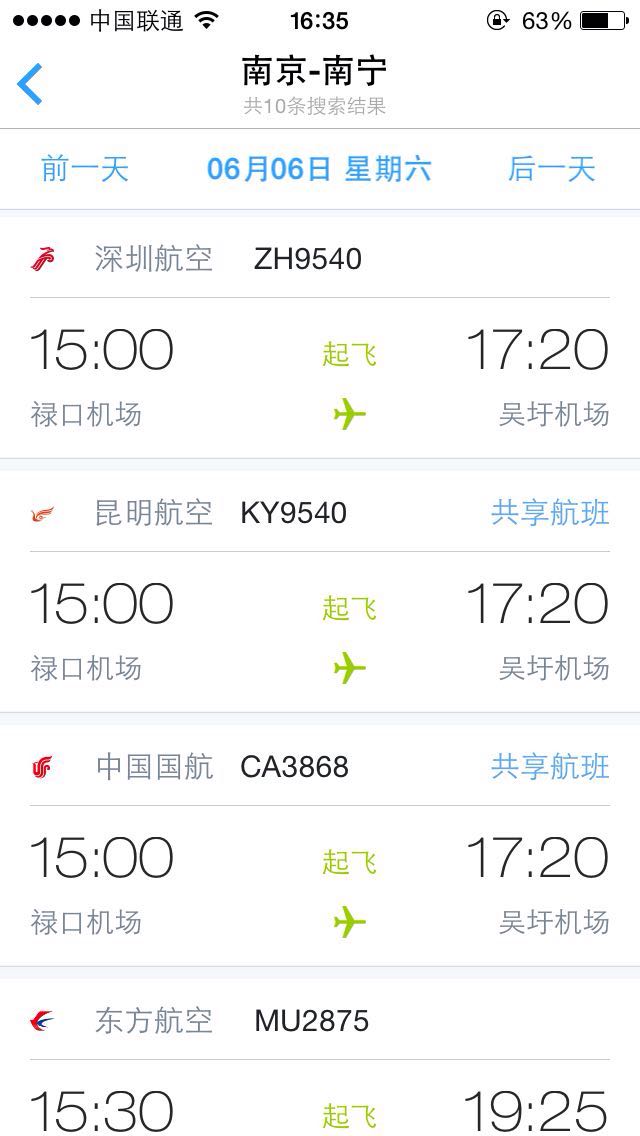 中国联通 16:35 63%
南京-南宁
共10条搜索结果
前一天 06月06日 星期六 后一天
深圳航空 ZH9540
15:00 起飞 17:20
禄口机场 吴圩机场
昆明航空 KY9540 共享航班
15:00 起飞 17:20
禄口机场 吴圩机场
中国国航 CA3868 共享航班
15:00 起飞 17:20
禄口机场 吴圩机场
东方航空 MU2875
15:30 起飞 19:25